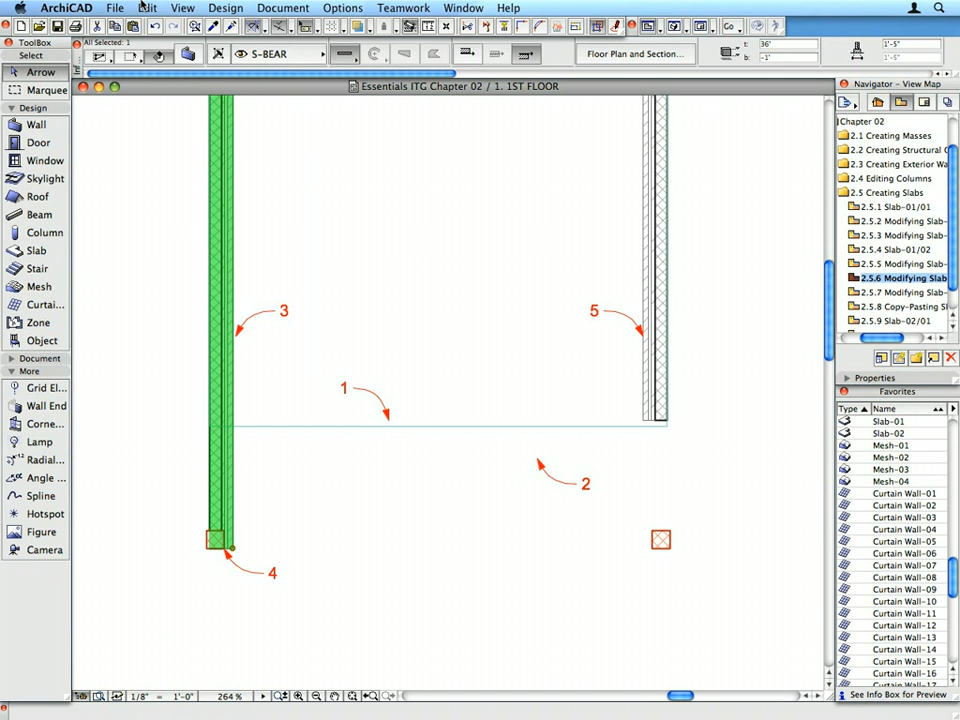 ArchiCAD File Edit View Design Document Options Teamwork Window Help
Go
ToolBox
Select
Arrow
Marquee
Design
Wall
Door
Window
Skylight
Roof
Beam
Column
Slab
Stair
Mesh
Curtai...
Zone
Object
Document
More
Grid El...
Wall End
Corne...
Lamp
Radial...
Angle ...
Spline
Hotspot
Figure
Camera
All Selected: 1
S-BEAR
Floor Plan and Section...
t: 36"
b: -1'
1'-5"
1'-5"
Essentials ITG Chapter 02 / 1. 1ST FLOOR
3
5
1
2
4
1/8" = 1'-0"
264 %
Navigator - View Map
Chapter 02
2.1 Creating Masses
2.2 Creating Structural C
2.3 Creating Exterior Wa
2.4 Editing Columns
2.5 Creating Slabs
2.5.1 Slab-01/01
2.5.2 Modifying Slab-
2.5.3 Modifying Slab-
2.5.4 Slab-01/02
2.5.5 Modifying Slab-
2.5.6 Modifying Slab
2.5.7 Modifying Slab-
2.5.8 Copy-Pasting Sl
2.5.9 Slab-02/01
Properties
Favorites
Type Name
Slab-01
Slab-02
Mesh-01
Mesh-02
Mesh-03
Mesh-04
Curtain Wall-01
Curtain Wall-02
Curtain Wall-03
Curtain Wall-04
Curtain Wall-05
Curtain Wall-06
Curtain Wall-07
Curtain Wall-08
Curtain Wall-09
Curtain Wall-10
Curtain Wall-11
Curtain Wall-12
Curtain Wall-13
Curtain Wall-14
Curtain Wall-15
Curtain Wall-16
Curtain Wall-17
See Info Box for Preview